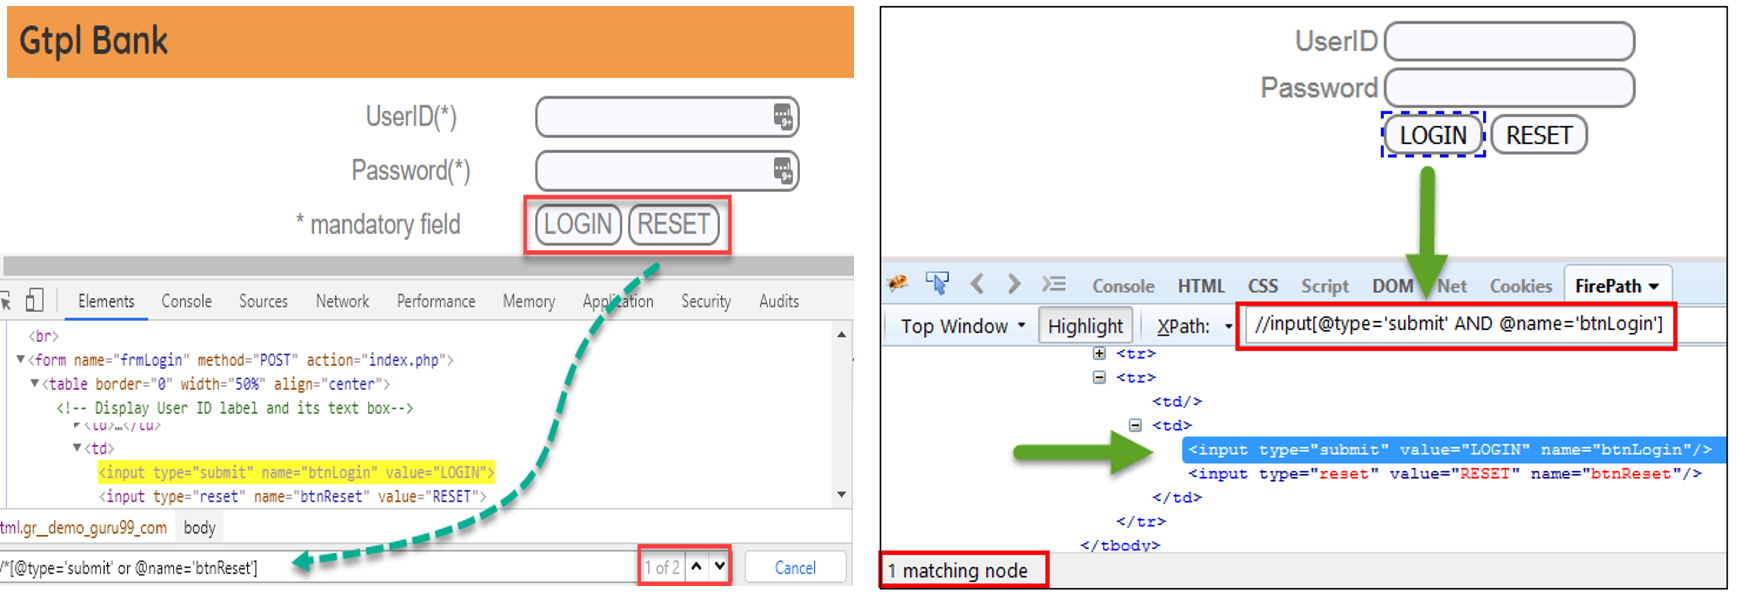 Gtpl Bank
UserID(*)
Password(*)
* mandatory field
LOGIN
RESET
Elements Console Sources Network Performance Memory Application Security Audits
<br>
▼<form name="frmLogin" method="POST" action="index.php">
▼<table border="0" width="50%" align="center">
<!-- Display User ID label and its text box-->
▼<td>
<input type="submit" name="btnLogin" value="LOGIN">
<input type="reset" name="btnReset" value="RESET">
tml.gr__demo_guru99_com body
/*[@type='submit' or @name='btnReset']
1 of 2
Cancel
UserID
Password
LOGIN
RESET
Console HTML CSS Script DOM Net Cookies FirePath ▼
Top Window
Highlight
XPath:
//input[@type='submit' AND @name='btnLogin']
<tr>
<tr>
<td/>
<td>
<input type="submit" value="LOGIN" name="btnLogin"/>
<input type="reset" value="RESET" name="btnReset"/>
</td>
</tr>
</tbody>
1 matching node